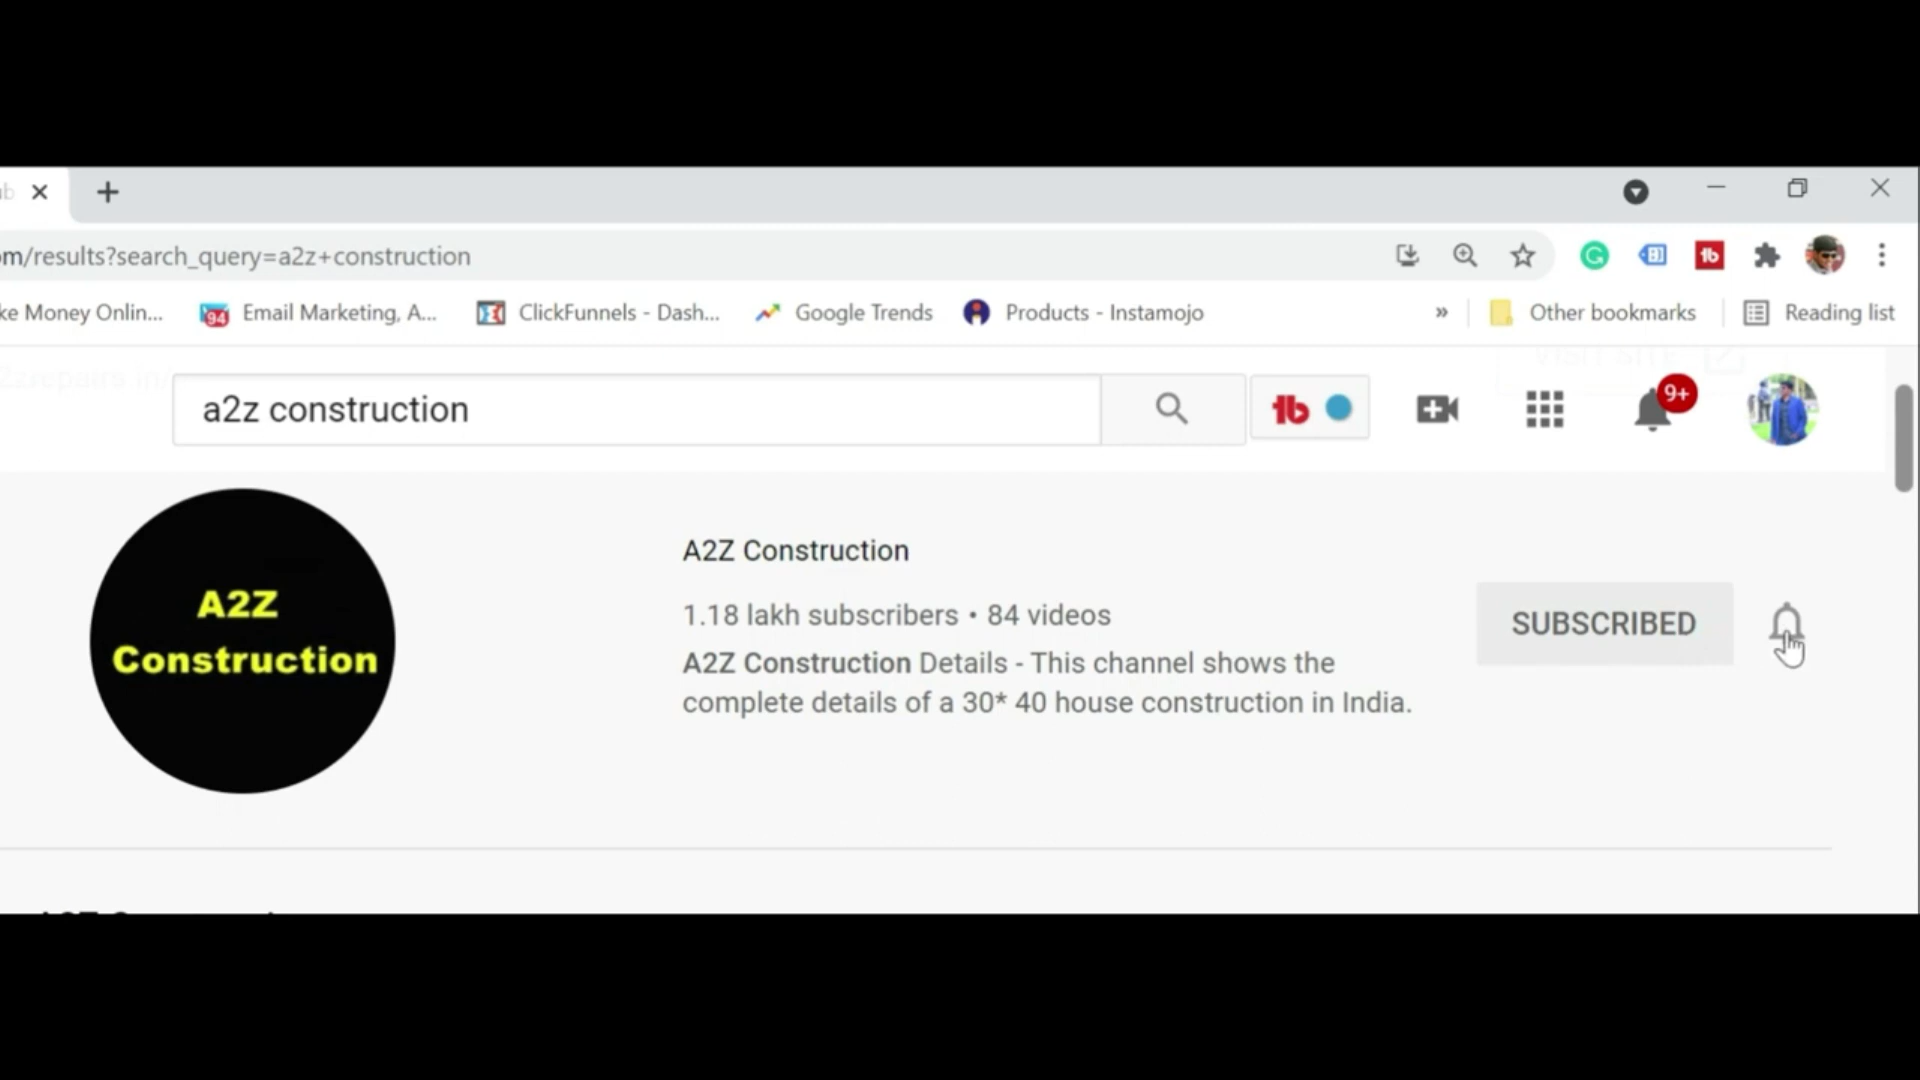 om/results?search_query=a2z+construction
ke Money Onlin...
94
Email Marketing, A...
ClickFunnels - Dash...
Google Trends
Products - Instamojo
»
Other bookmarks
Reading list
a2z construction
9+
A2Z
Construction
A2Z Construction
1.18 lakh subscribers • 84 videos
A2Z Construction Details - This channel shows the
complete details of a 30* 40 house construction in India.
SUBSCRIBED